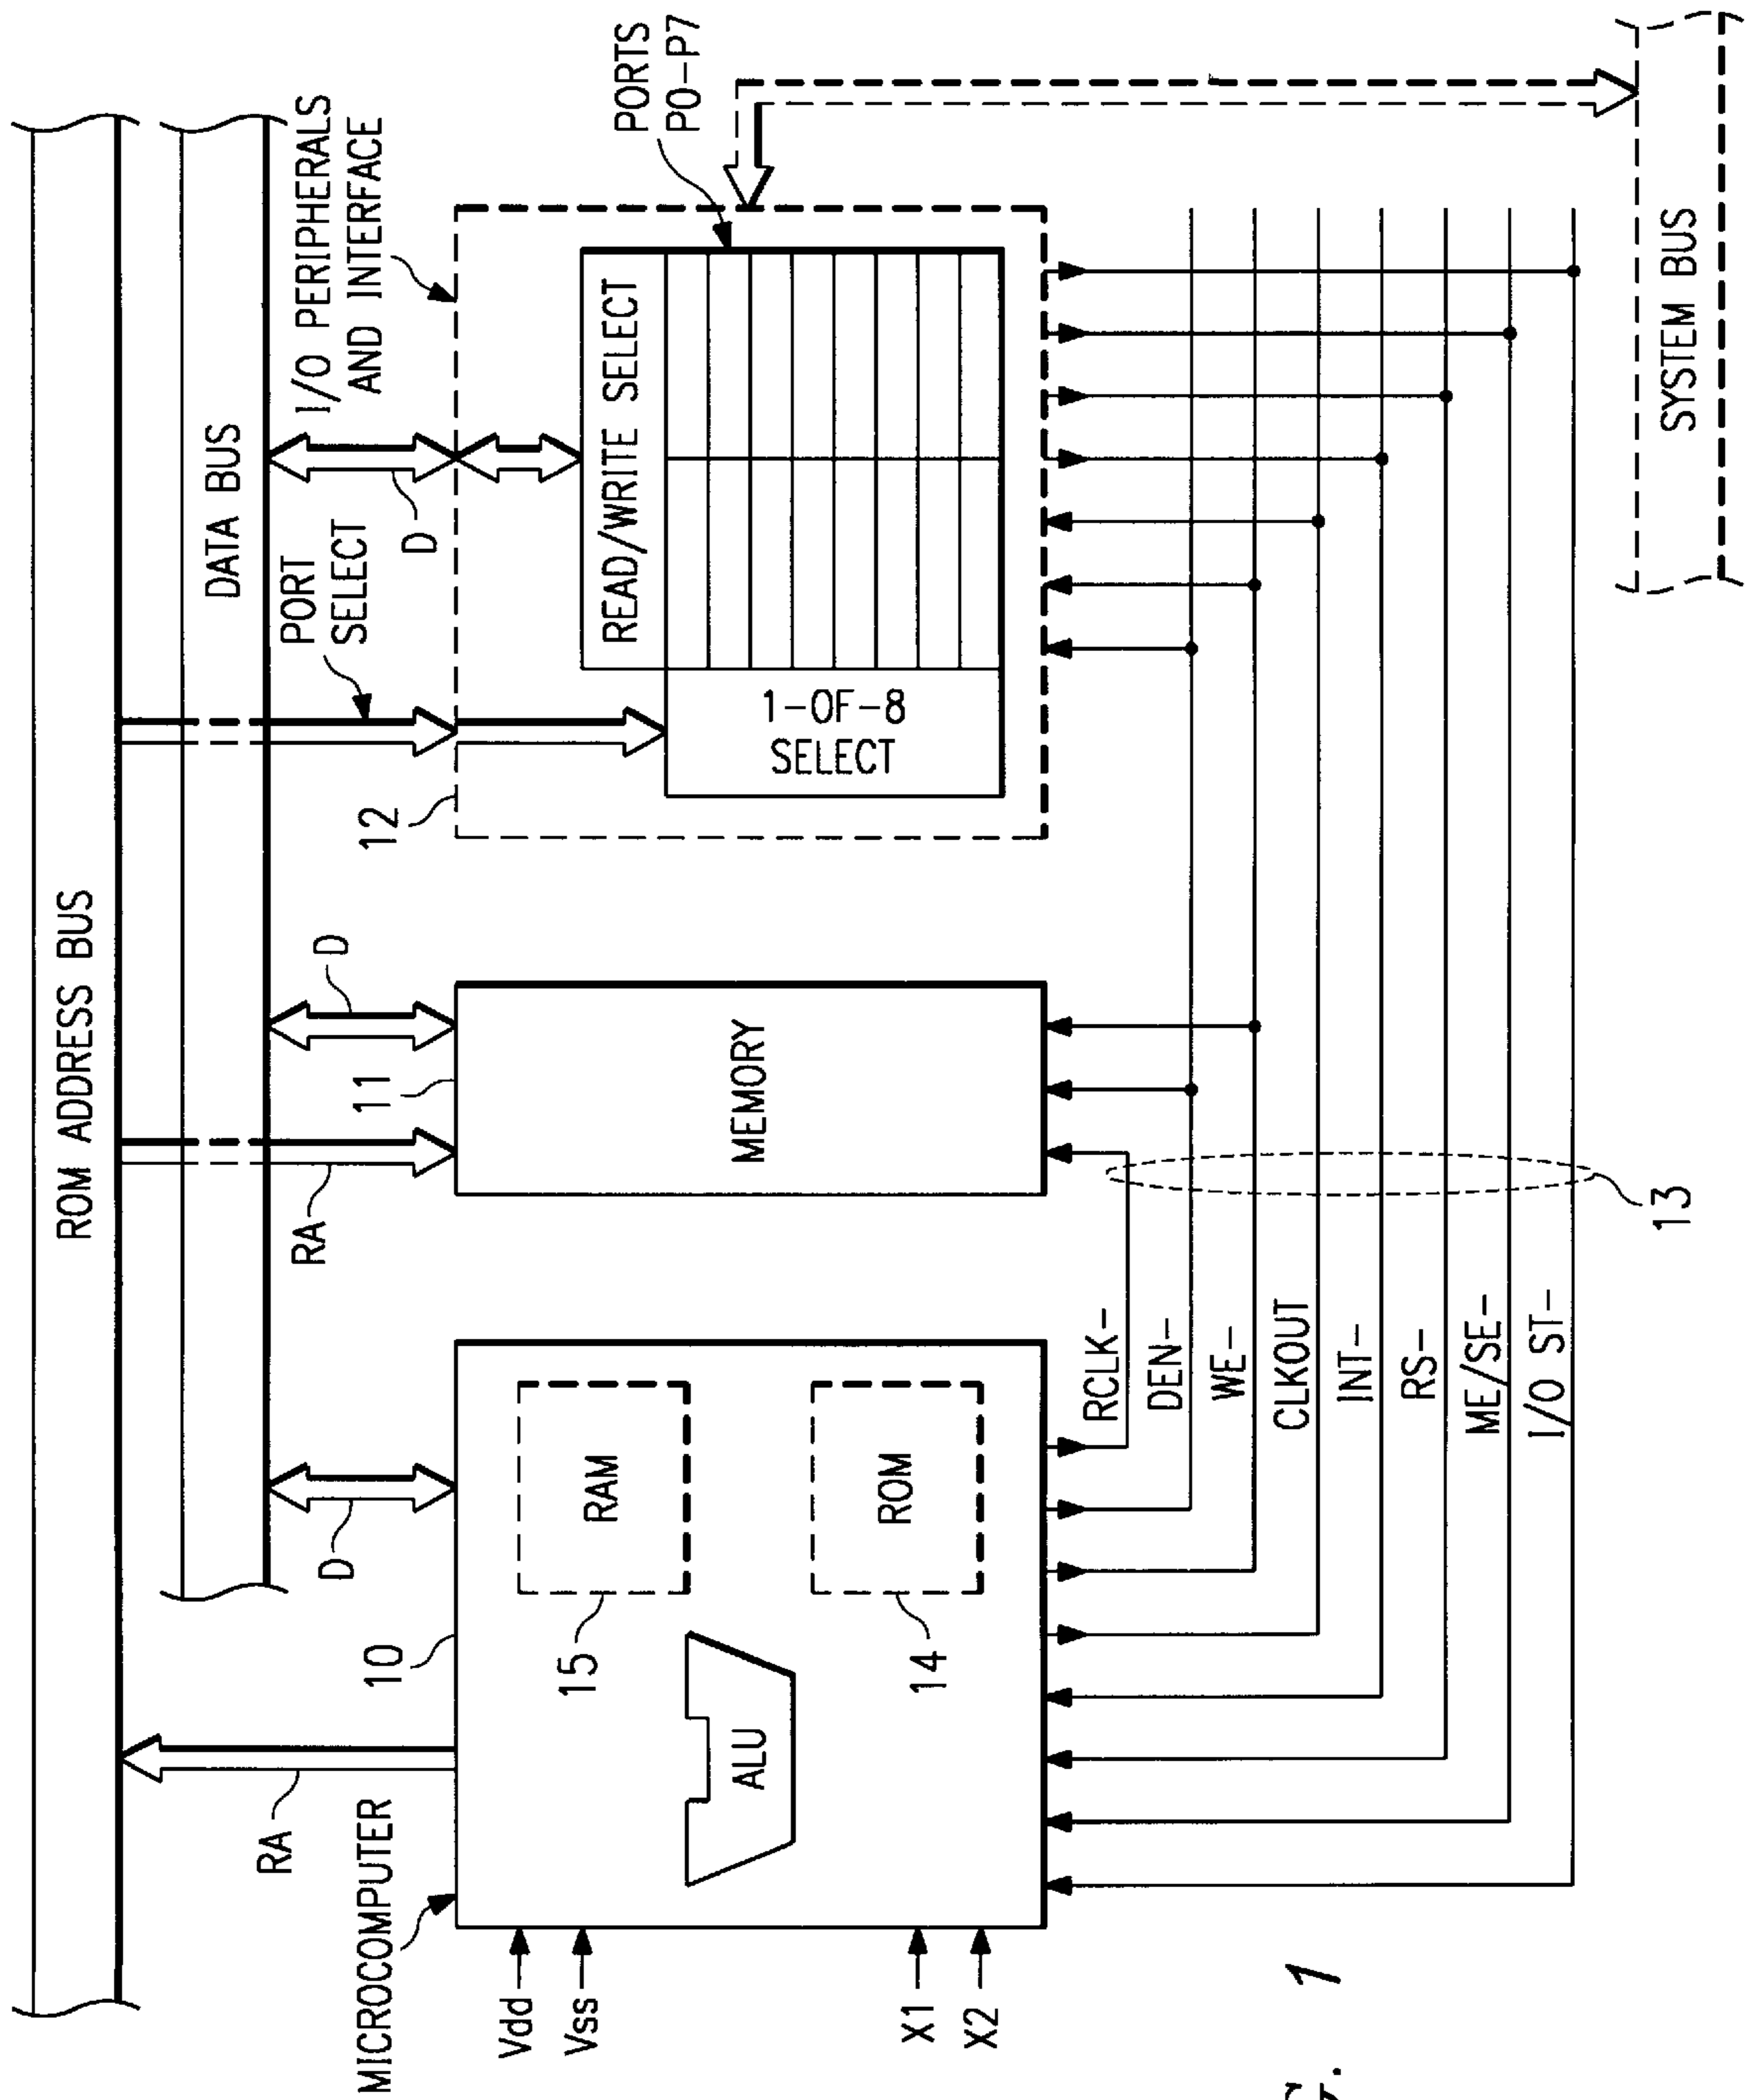 ROM ADDRESS BUS
DATA BUS
RA
D
RA
D
PORT
SELECT
D
I/O PERIPHERALS
AND INTERFACE
MICROCOMPUTER
10
11
12
PORTS
PO-P7
Vdd
Vss
X1
X2
15
RAM
ALU
14
ROM
MEMORY
READ/WRITE SELECT
1-OF-8
SELECT
RCLK-
DEN-
WE-
CLKOUT
INT-
RS-
ME/SE-
I/O ST-
13
SYSTEM BUS
G. 1